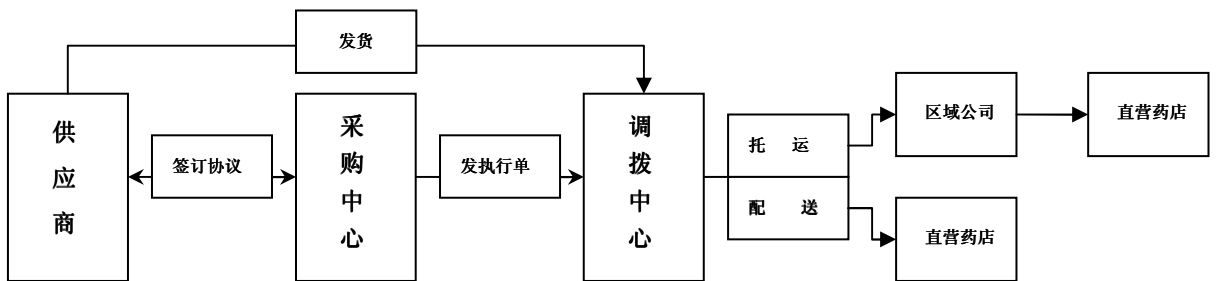 发货
供应商
签订协议
采购中心
发执行单
调拨中心
托 运
配 送
区域公司
直营药店
直营药店